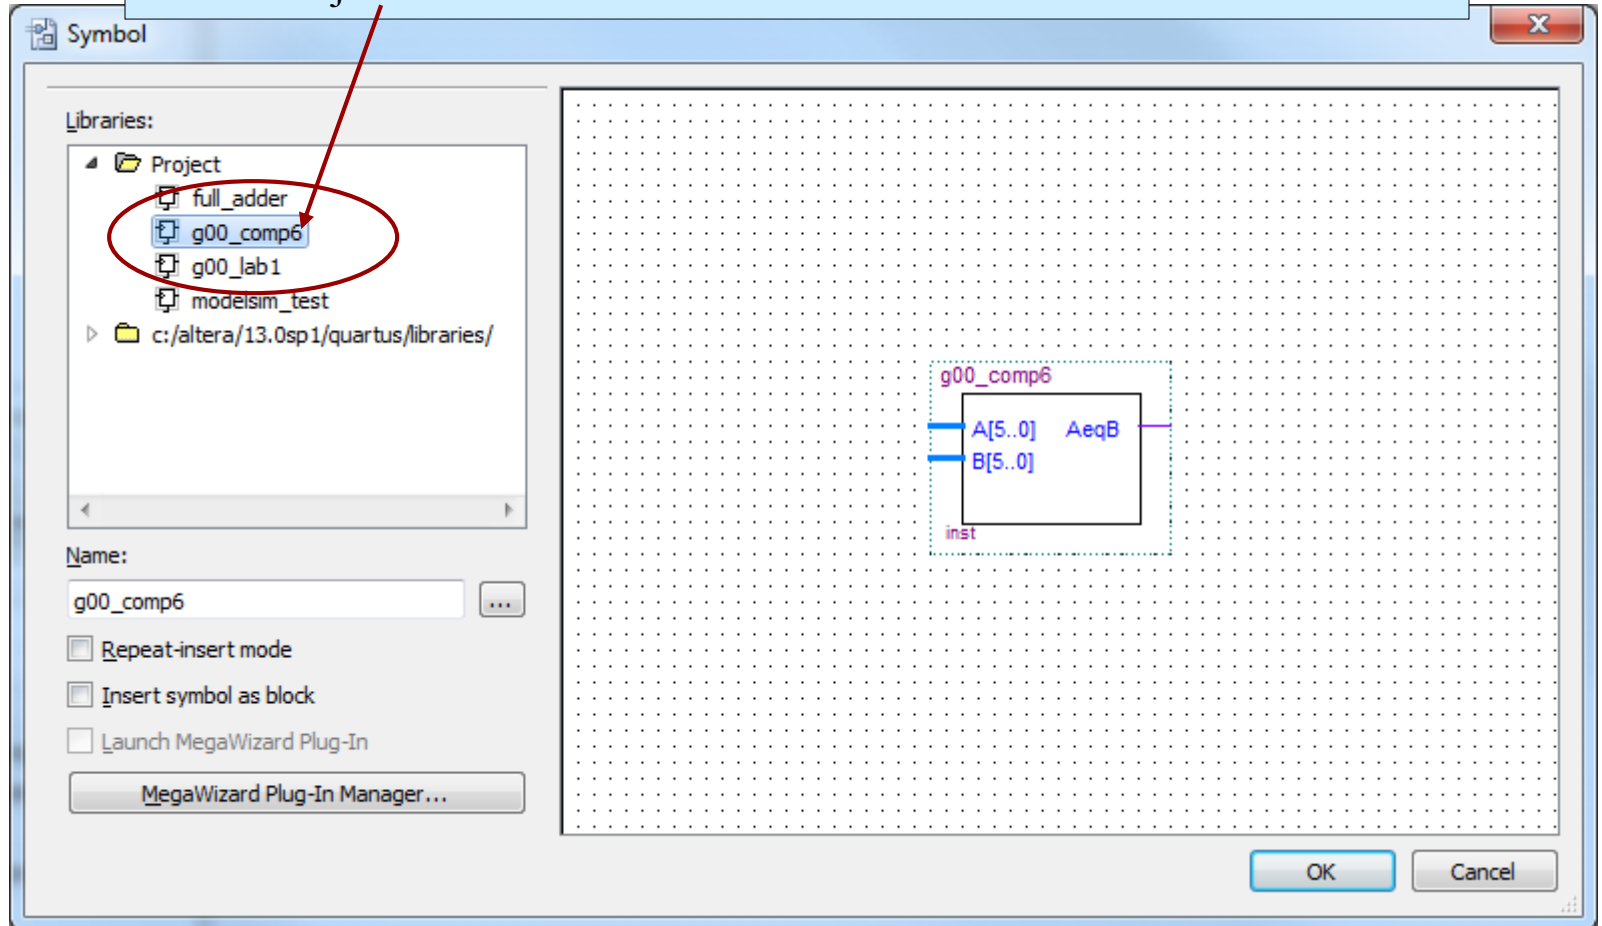 Symbol
Libraries:
Project
full_adder
g00_comp6
g00_lab1
modelsim_test
c:/altera/13.0sp1/quartus/libraries/
Name:
g00_comp6
...
Repeat-insert mode
Insert symbol as block
Launch MegaWizard Plug-In
MegaWizard Plug-In Manager...
g00_comp6
A[5..0] AeqB
B[5..0]
inst
OK Cancel